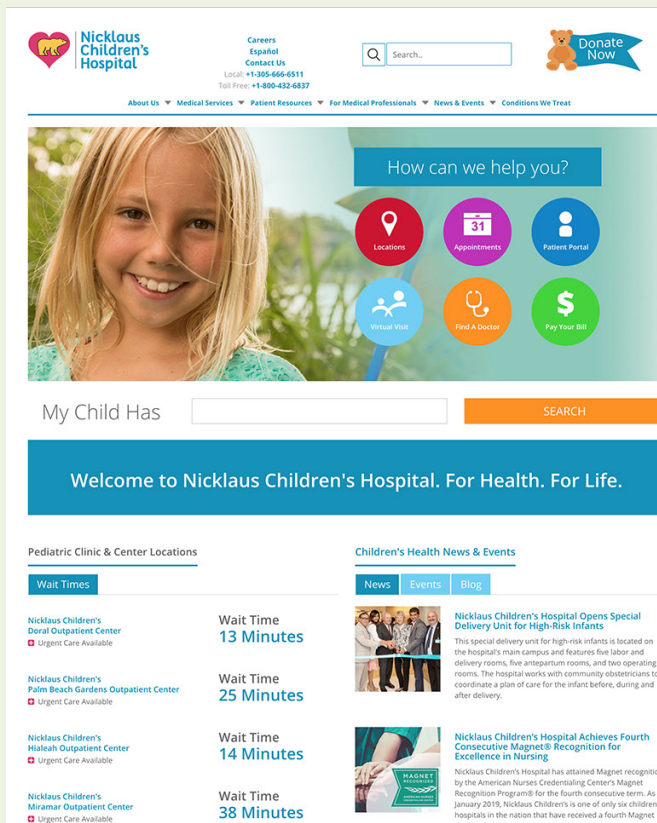 Nicklaus
Children's
Hospital
Careers
Español
Contact Us
Local: +1-305-666-6511
Toll Free: +1-800-432-6837
Search..
Donate
Now
About Us Medical Services Patient Resources For Medical Professionals News & Events Conditions We Treat
How can we help you?
Locations
31
Appointments
Patient Portal
Virtual Visit
Find A Doctor
$
Pay Your Bill
My Child Has
SEARCH
Welcome to Nicklaus Children's Hospital. For Health. For Life.
Pediatric Clinic & Center Locations
Wait Times
Nicklaus Children's
Doral Outpatient Center
Urgent Care Available
Wait Time
13 Minutes
Nicklaus Children's
Palm Beach Gardens Outpatient Center
Urgent Care Available
Wait Time
25 Minutes
Nicklaus Children's
Hialeah Outpatient Center
Urgent Care Available
Wait Time
14 Minutes
Nicklaus Children's
Miramar Outpatient Center
Urgent Care Available
Wait Time
38 Minutes
Children's Health News & Events
News Events Blog
Nicklaus Children's Hospital Opens Special
Delivery Unit for High-Risk Infants
This special delivery unit for high-risk infants is located on
the hospital's main campus and features five labor and
delivery rooms, five antepartum rooms, and two operating
rooms. The hospital works with community obstetricians to
coordinate a plan of care for the infant before, during and
after delivery.
MAGNET
RECOGNIZED
Nicklaus Children's Hospital Achieves Fourth
Consecutive Magnet® Recognition for
Excellence in Nursing
Nicklaus Children's Hospital has attained Magnet recognitio
by the American Nurses Credentialing Center's Magnet
Recognition Program® for the fourth consecutive term. As
January 2019, Nicklaus Children's is one of only six children
hospitals in the nation that have received a fourth Magnet